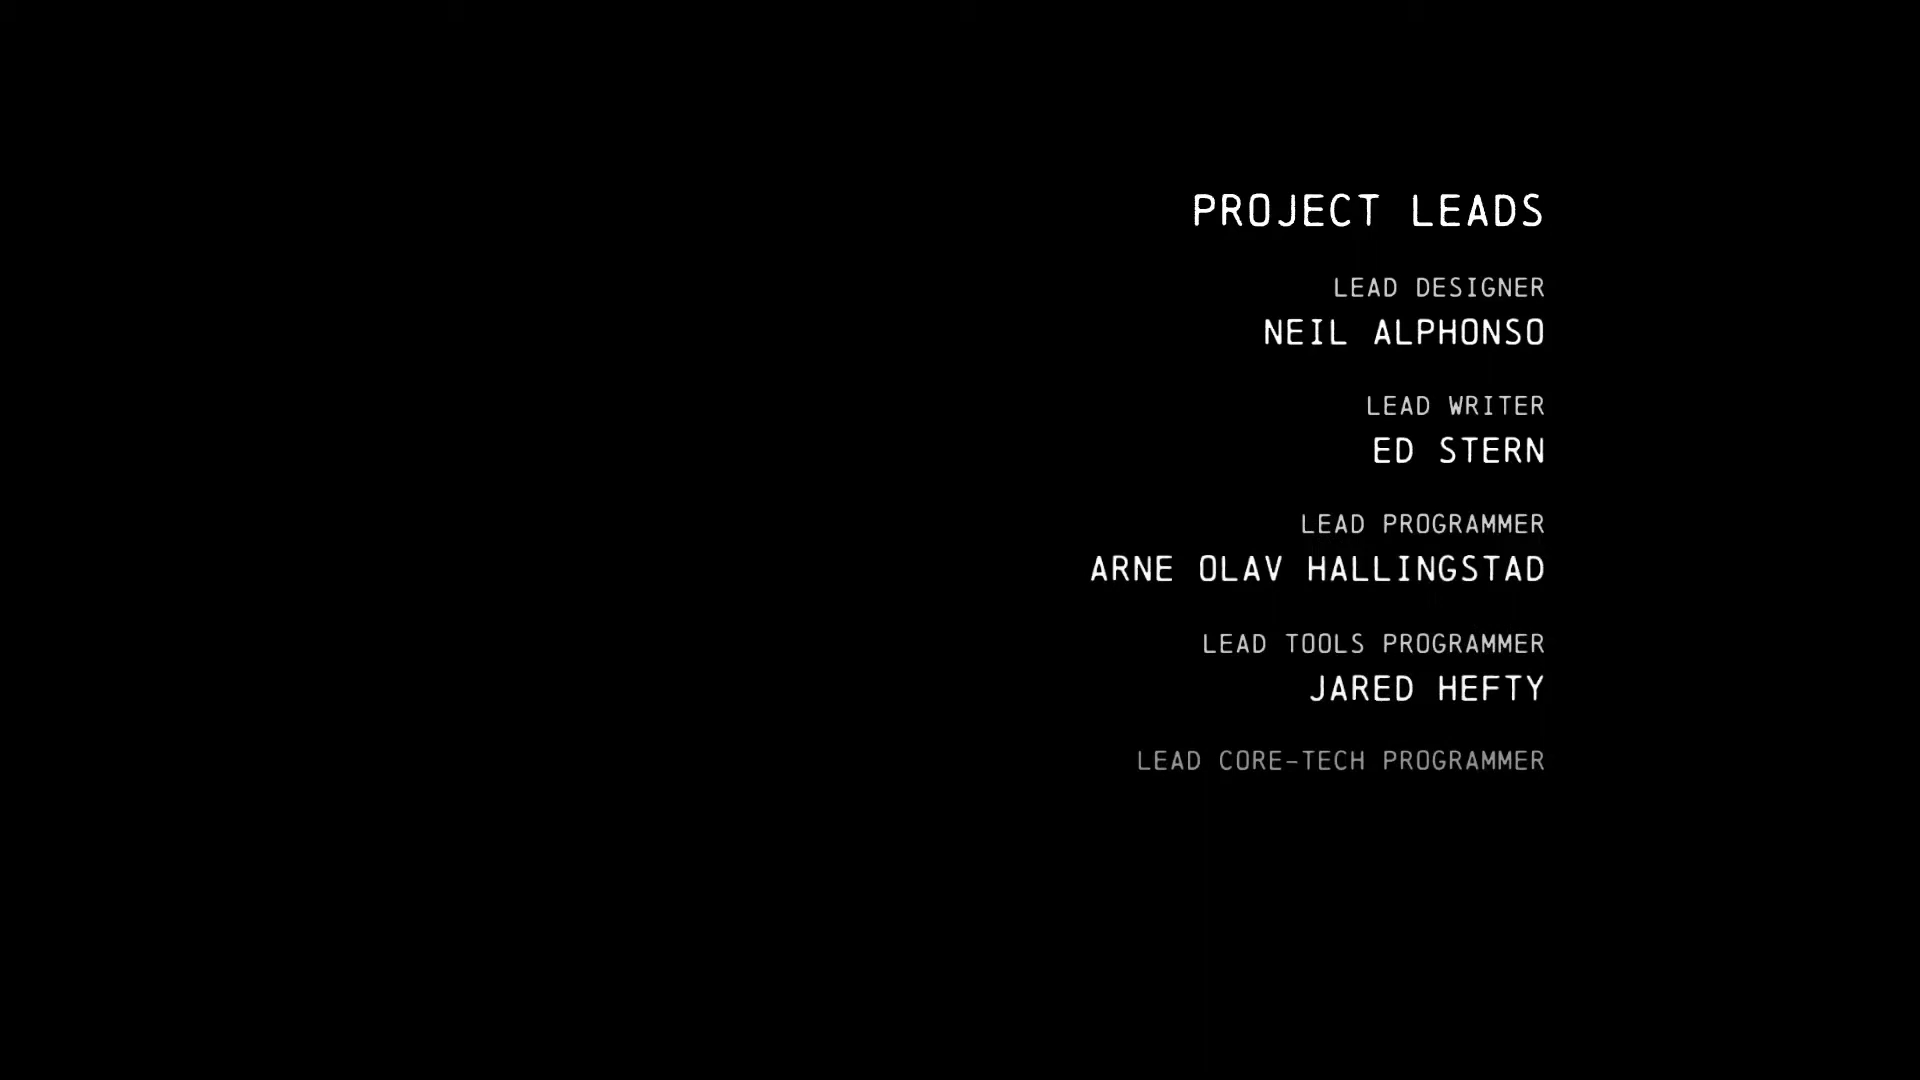 PROJECT LEADS
LEAD DESIGNER
NEIL ALPHONSO
LEAD WRITER
ED STERN
LEAD PROGRAMMER
ARNE OLAV HALLINGSTAD
LEAD TOOLS PROGRAMMER
JARED HEFTY
LEAD CORE-TECH PROGRAMMER